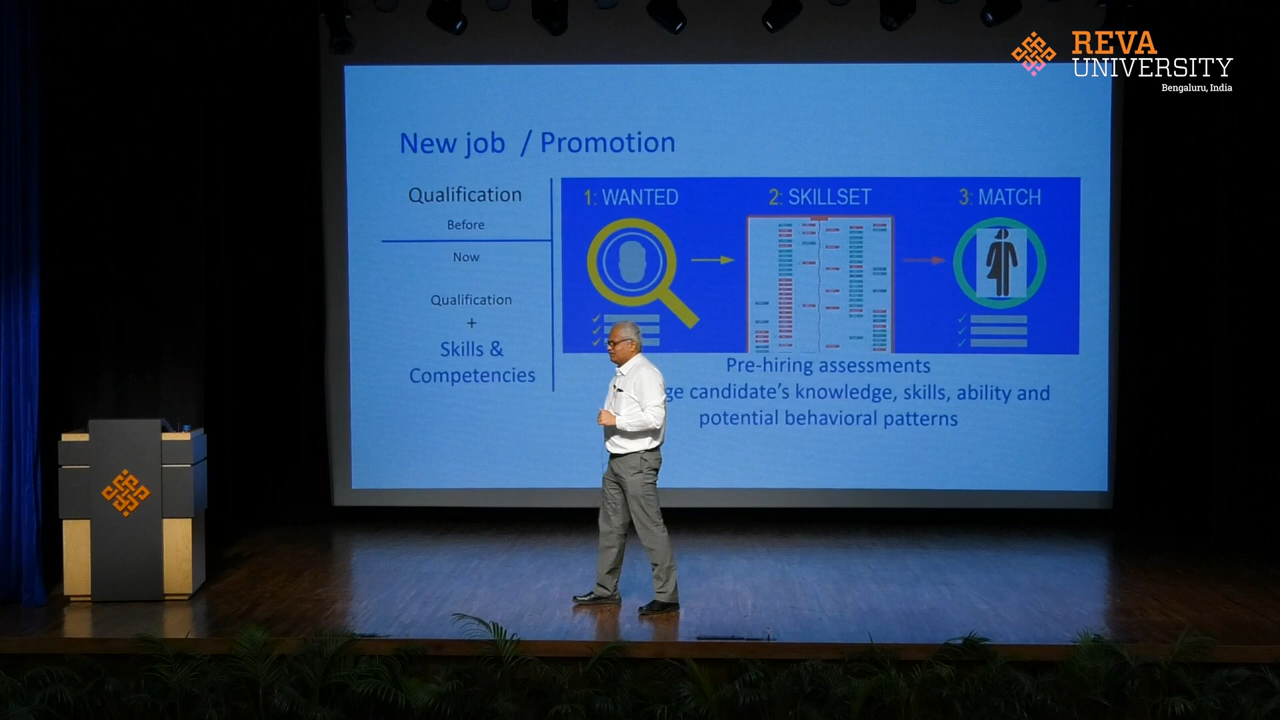 REVA
UNIVERSITY
Bengaluru, India
New job / Promotion
Qualification
Before
Now
Qualification
+
Skills &
Competencies
1: WANTED
2: SKILLSET
3: MATCH
Pre-hiring assessments
candidate's knowledge, skills, ability and
potential behavioral patterns